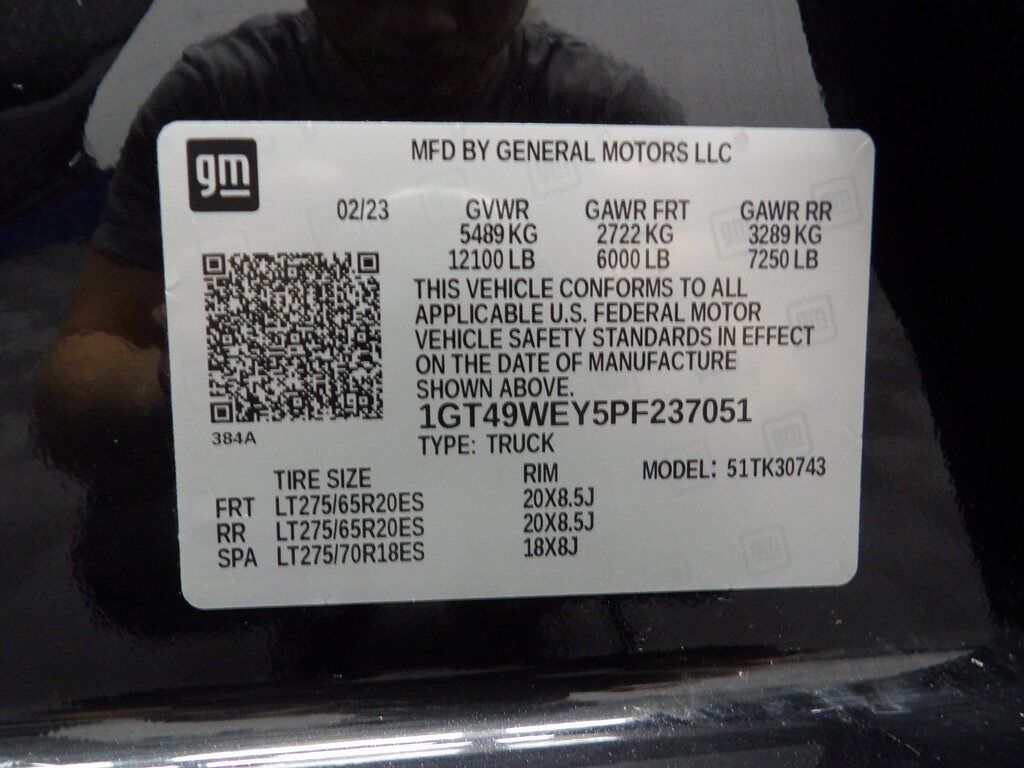 gm
MFD BY GENERAL MOTORS LLC
02/23 GVWR GAWR FRT GAWR RR
5489 KG 2722 KG 3289 KG
12100 LB 6000 LB 7250 LB
THIS VEHICLE CONFORMS TO ALL
APPLICABLE U.S. FEDERAL MOTOR
VEHICLE SAFETY STANDARDS IN EFFECT
ON THE DATE OF MANUFACTURE
SHOWN ABOVE.
1GT49WEY5PF237051
384A
TYPE: TRUCK
TIRE SIZE RIM MODEL: 51TK30743
FRT LT275/65R20ES 20X8.5J
RR LT275/65R20ES 20X8.5J
SPA LT275/70R18ES 18X8J